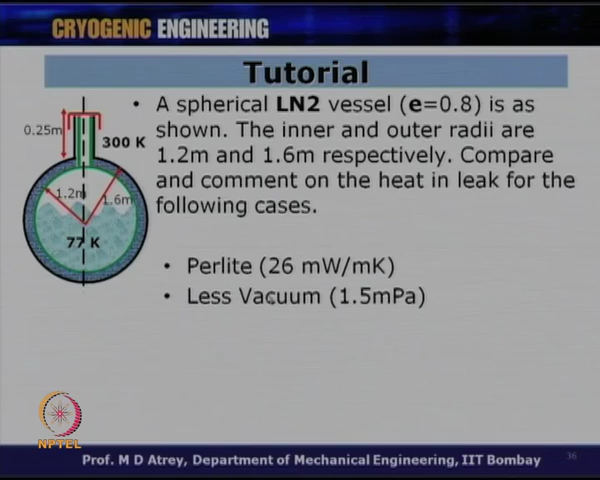 CRYOGENIC ENGINEERING
Tutorial
• A spherical LN2 vessel (e=0.8) is as
shown. The inner and outer radii are
1.2m and 1.6m respectively. Compare
and comment on the heat in leak for the
following cases.
• Perlite (26 mW/mK)
• Less Vacuum (1.5mPa)
0.25m
300 K
1.2m
1.6m
77 K
NPTEL
Prof. M D Atrey, Department of Mechanical Engineering, IIT Bombay
36